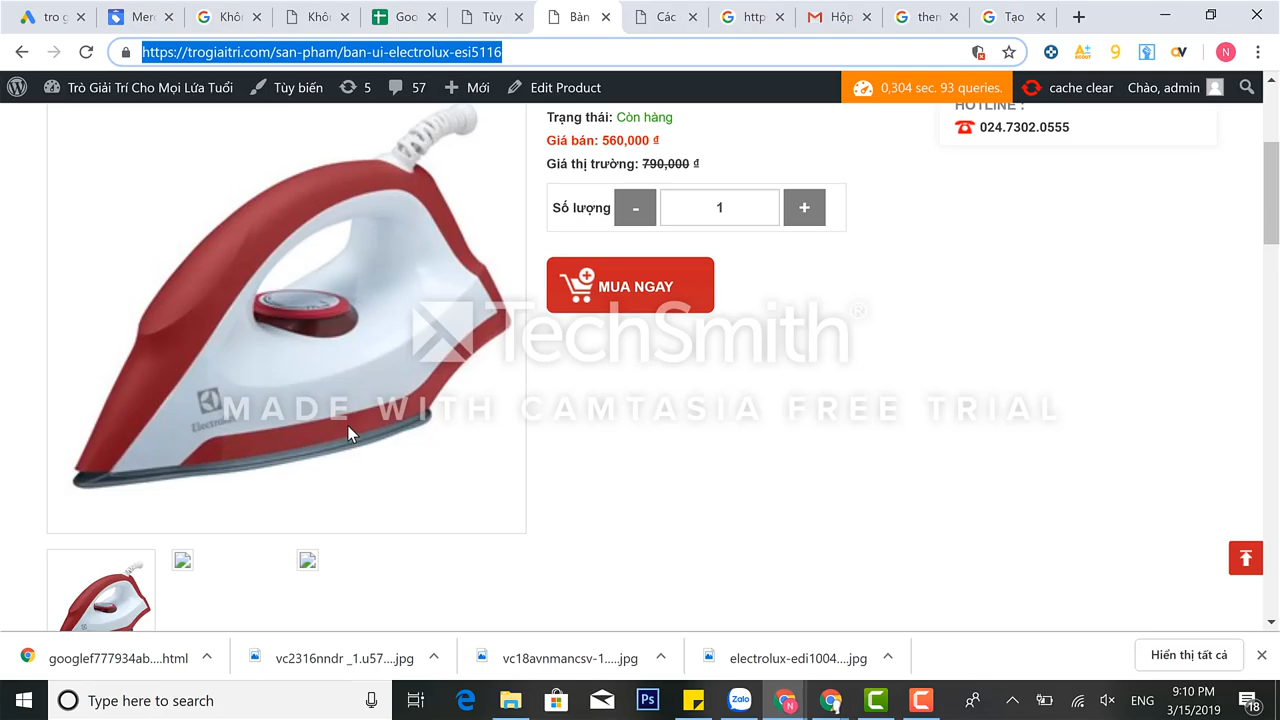 tro g
Merc
Khôn
Khô
Goo
Tùy
Bàn
Các
http
Hộp
them
Tạo
https://trogiaitri.com/san-pham/ban-ui-electrolux-esi5116
Trò Giải Trí Cho Mọi Lứa Tuổi
Tùy biến
5
57
Mới
Edit Product
0,304 sec. 93 queries.
cache clear
Chào, admin
HOTLINE :
024.7302.0555
Trạng thái: Còn hàng
Giá bán: 560,000 ₫
Giá thị trường: 790,000 ₫
Số lượng - 1 +
MUA NGAY
TechSmith®
MADE WITH CAMTASIA FREE TRIAL
Electrolux
googlef777934ab....html
vc2316nndr _1.u57....jpg
vc18avnmancsv-1.....jpg
electrolux-edi1004....jpg
Hiển thị tất cả
Type here to search
Ps
Zalo
ENG
9:10 PM
3/15/2019
18